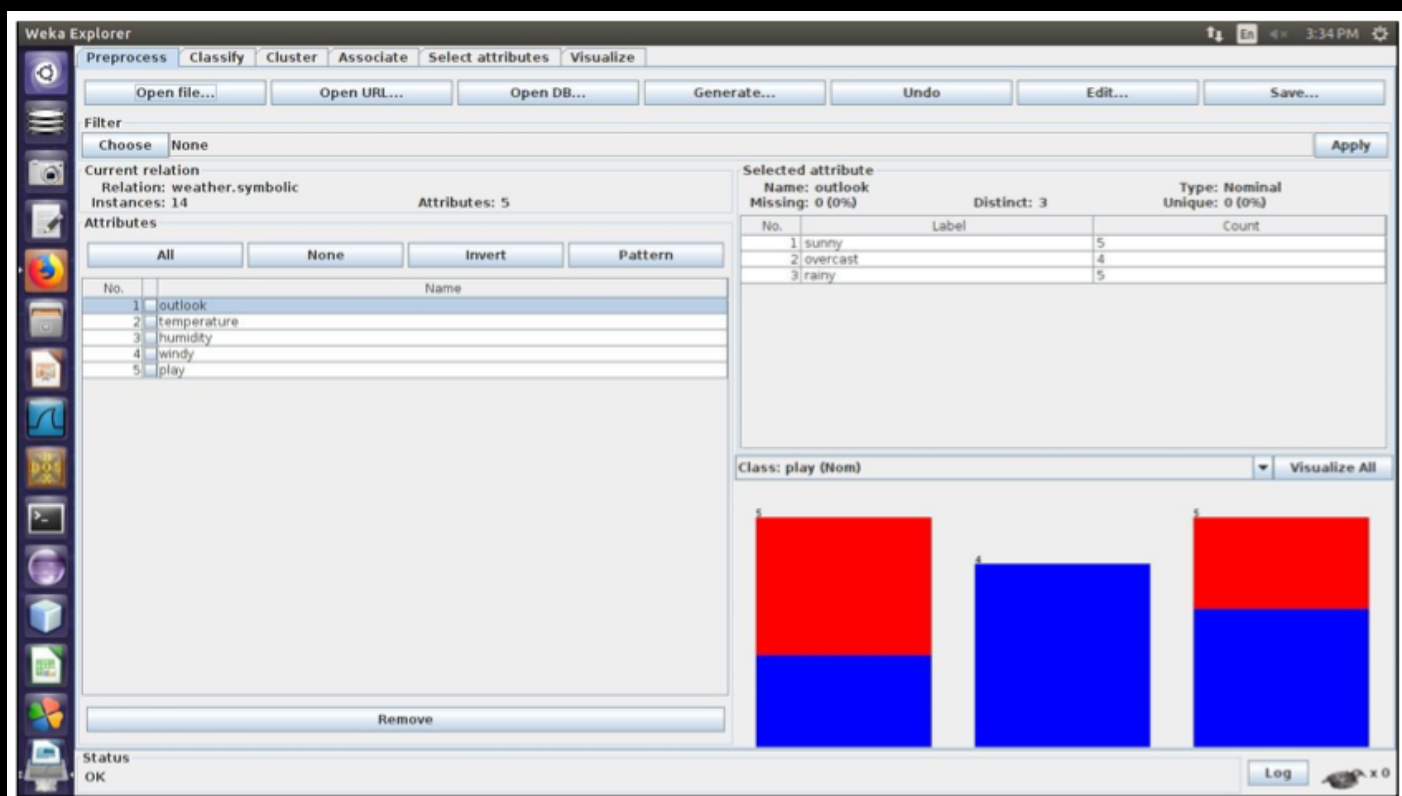 Weka Explorer En 3:34 PM
Preprocess Classify Cluster Associate Select attributes Visualize
Open file... Open URL... Open DB... Generate... Undo Edit... Save...
Filter
Choose None Apply
Current relation
Relation: weather.symbolic
Instances: 14 Attributes: 5
Selected attribute
Name: outlook Type: Nominal
Missing: 0 (0%) Distinct: 3 Unique: 0 (0%)
Attributes
All None Invert Pattern
No. Name
1 outlook
2 temperature
3 humidity
4 windy
5 play
No. Label Count
1 sunny 5
2 overcast 4
3 rainy 5
Class: play (Nom) Visualize All
5 5
4
Remove
Status
OK Log x 0